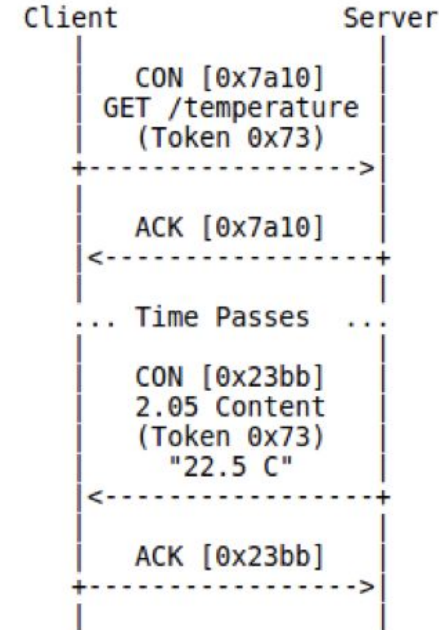 Client Server
CON [0x7a10]
GET /temperature
(Token 0x73)
ACK [0x7a10]
... Time Passes ...
CON [0x23bb]
2.05 Content
(Token 0x73)
"22.5 C"
ACK [0x23bb]